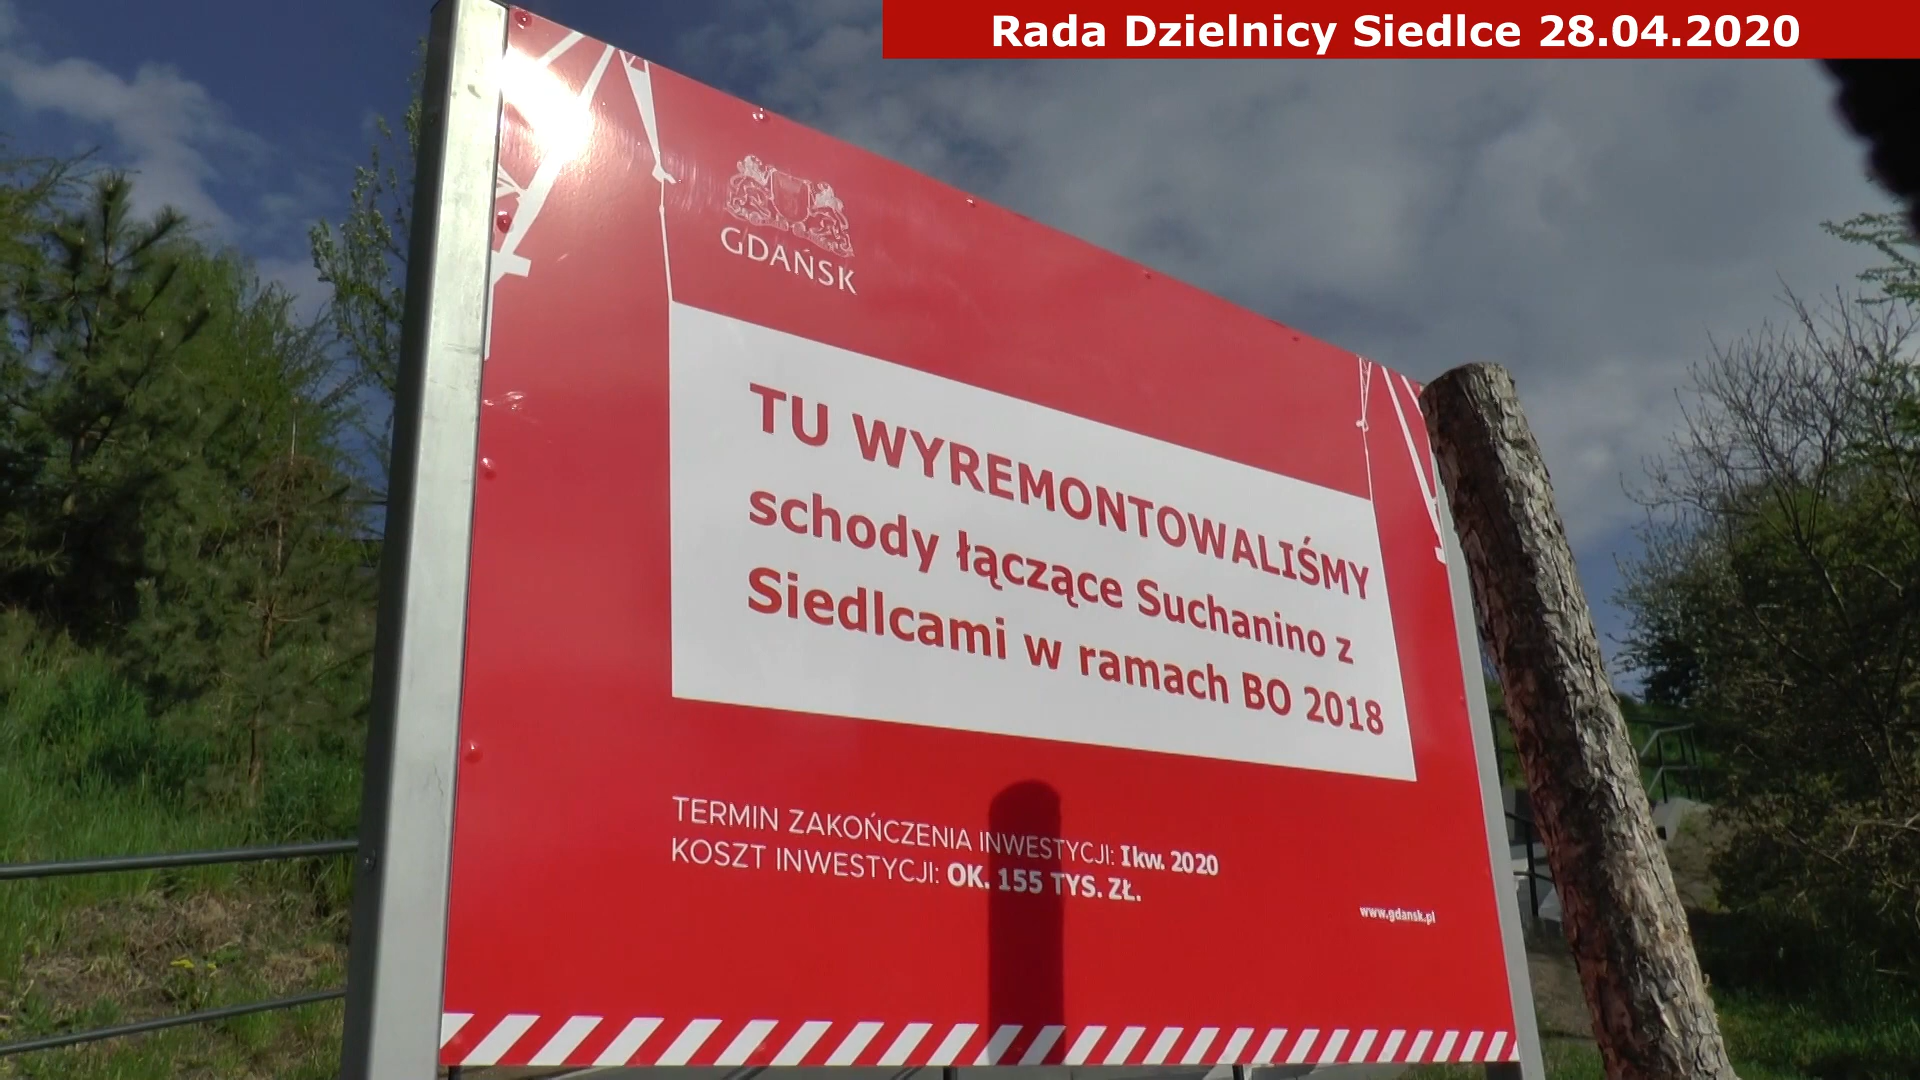 Rada Dzielnicy Siedlce 28.04.2020
GDAŃSK
TU WYREMONTOWALIŚMY
schody łączące Suchanino z
Siedlcami w ramach BO 2018
TERMIN ZAKOŃCZENIA INWESTYCJI: I kw. 2020
KOSZT INWESTYCJI: OK. 155 TYS. ZŁ.
www.gdansk.pl